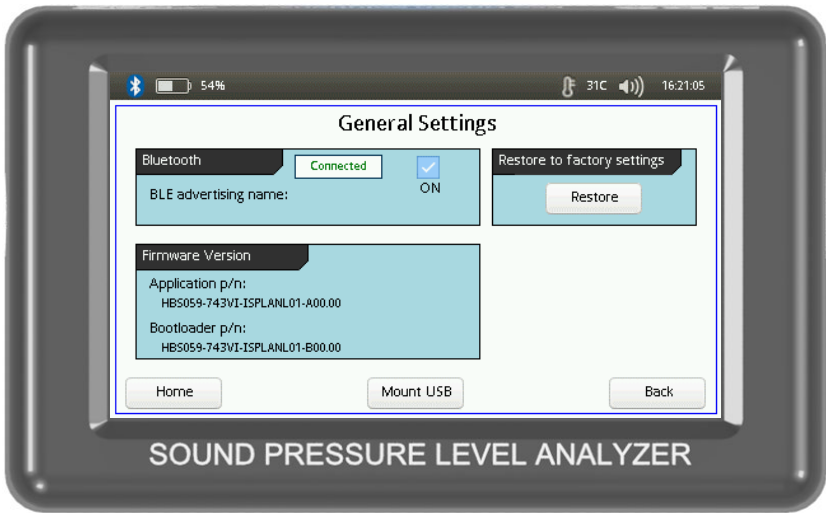 54%
31C
16:21:05
General Settings
Bluetooth
Connected
ON
BLE advertising name:
Restore to factory settings
Restore
Firmware Version
Application p/n:
HBS059-743VI-ISPLANL01-A00.00
Bootloader p/n:
HBS059-743VI-ISPLANL01-B00.00
Home
Mount USB
Back
SOUND PRESSURE LEVEL ANALYZER